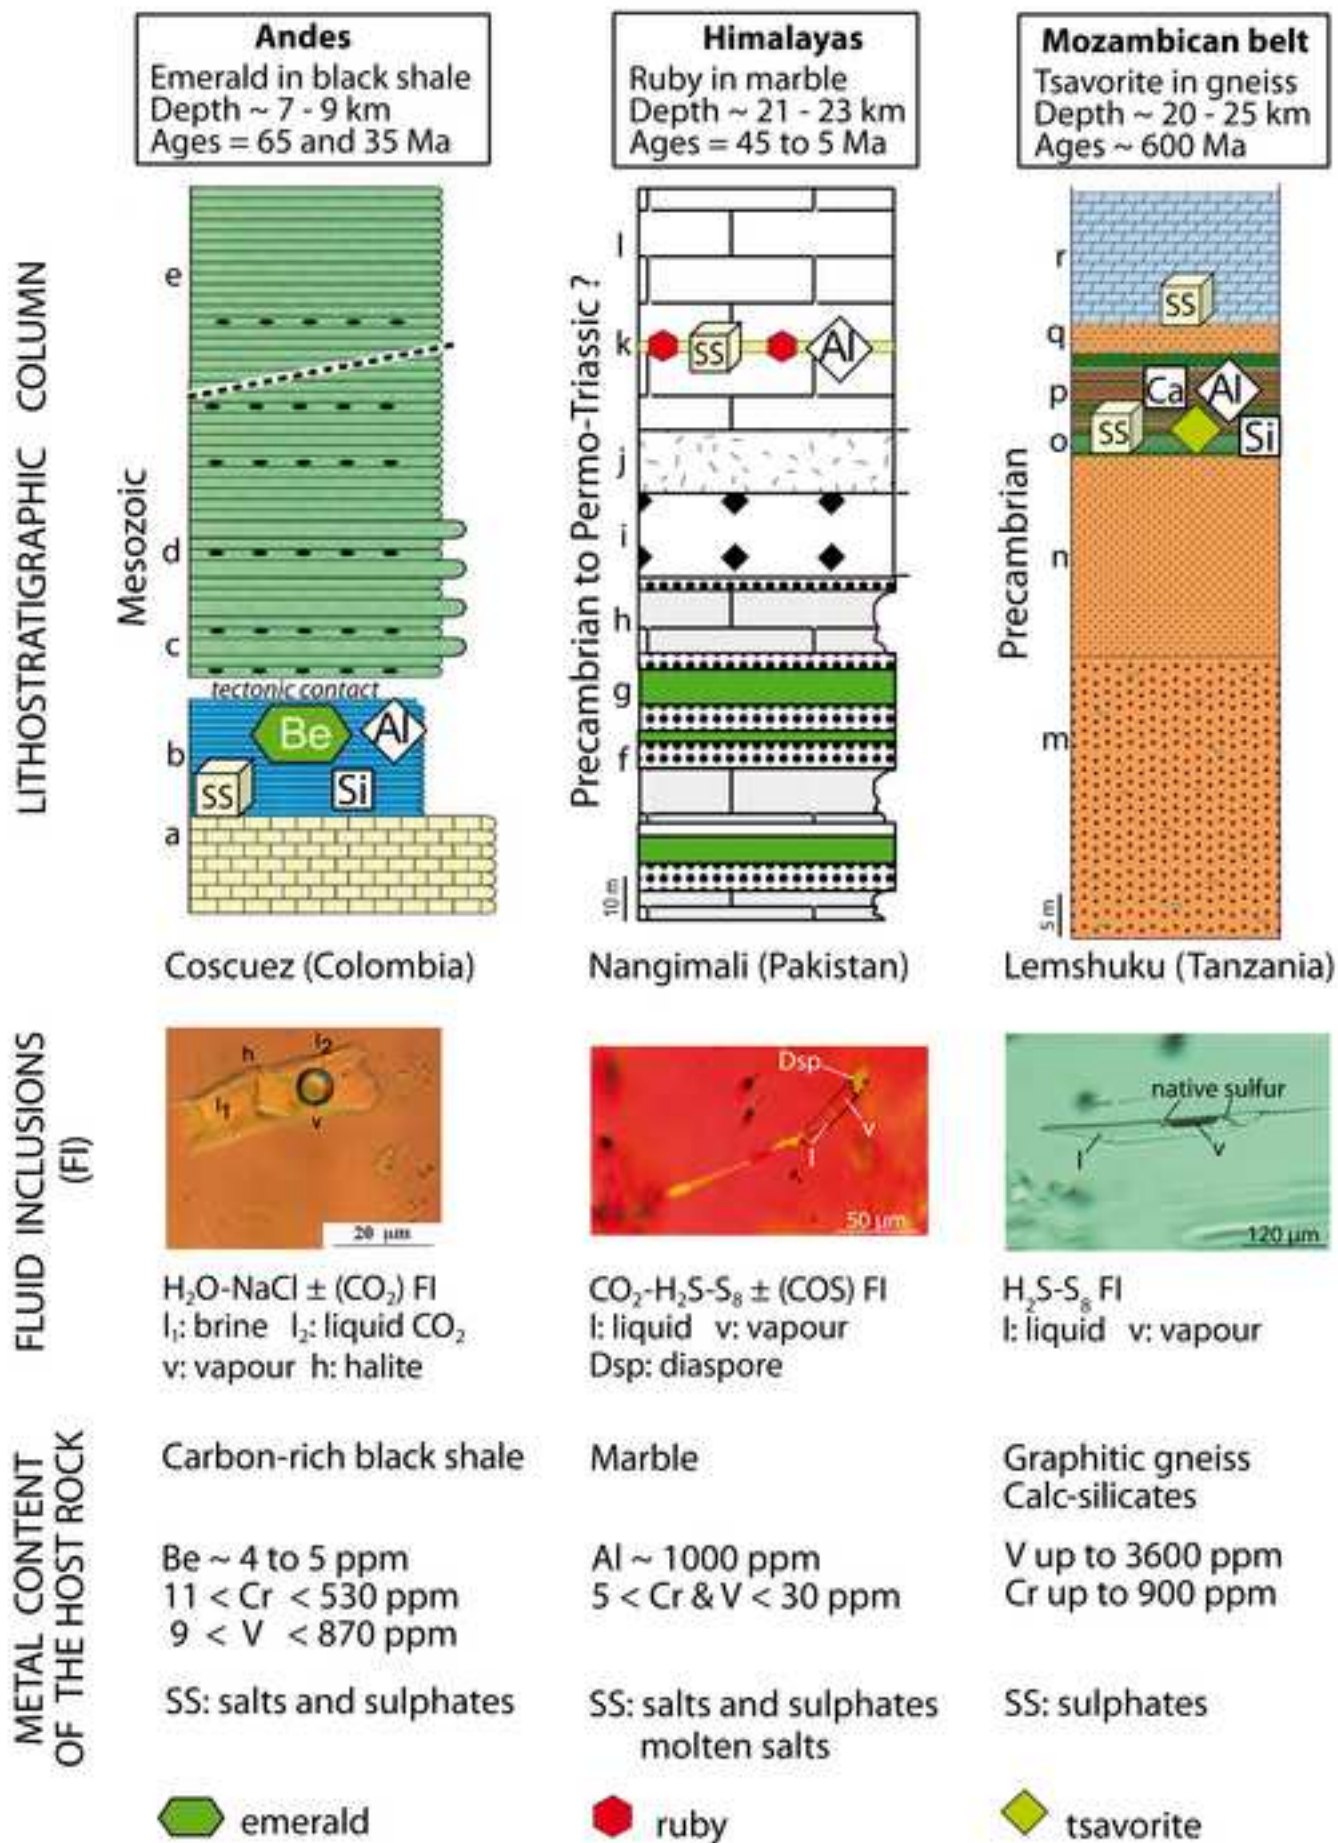 Andes
Emerald in black shale
Depth ~ 7 - 9 km
Ages = 65 and 35 Ma
Himalayas
Ruby in marble
Depth ~ 21 - 23 km
Ages = 45 to 5 Ma
Mozambican belt
Tsavorite in gneiss
Depth ~ 20 - 25 km
Ages ~ 600 Ma
LITHOSTRATIGRAPHIC COLUMN
Mesozoic
e
d
c
tectonic contact
b
Be
Al
SS
Si
a
Coscuez (Colombia)
Precambrian to Permo-Triassic ?
l
k
SS
Al
j
i
h
g
f
10 m
Nangimali (Pakistan)
Precambrian
r
SS
q
p
Ca
Al
o
SS
Si
n
m
5 m
Lemshuku (Tanzania)
FLUID INCLUSIONS
(FI)
h
l₂
l₁
v
20 µm
Dsp
v
l
50 µm
native sulfur
l
v
120 µm
H₂O-NaCl ± (CO₂) FI
l₁: brine l₂: liquid CO₂
v: vapour h: halite
CO₂-H₂S-S₈ ± (COS) FI
l: liquid v: vapour
Dsp: diaspore
H₂S-S₈ FI
l: liquid v: vapour
METAL CONTENT
OF THE HOST ROCK
Carbon-rich black shale
Be ~ 4 to 5 ppm
11 < Cr < 530 ppm
9 < V < 870 ppm
SS: salts and sulphates
Marble
Al ~ 1000 ppm
5 < Cr & V < 30 ppm
SS: salts and sulphates
molten salts
Graphitic gneiss
Calc-silicates
V up to 3600 ppm
Cr up to 900 ppm
SS: sulphates
emerald
ruby
tsavorite